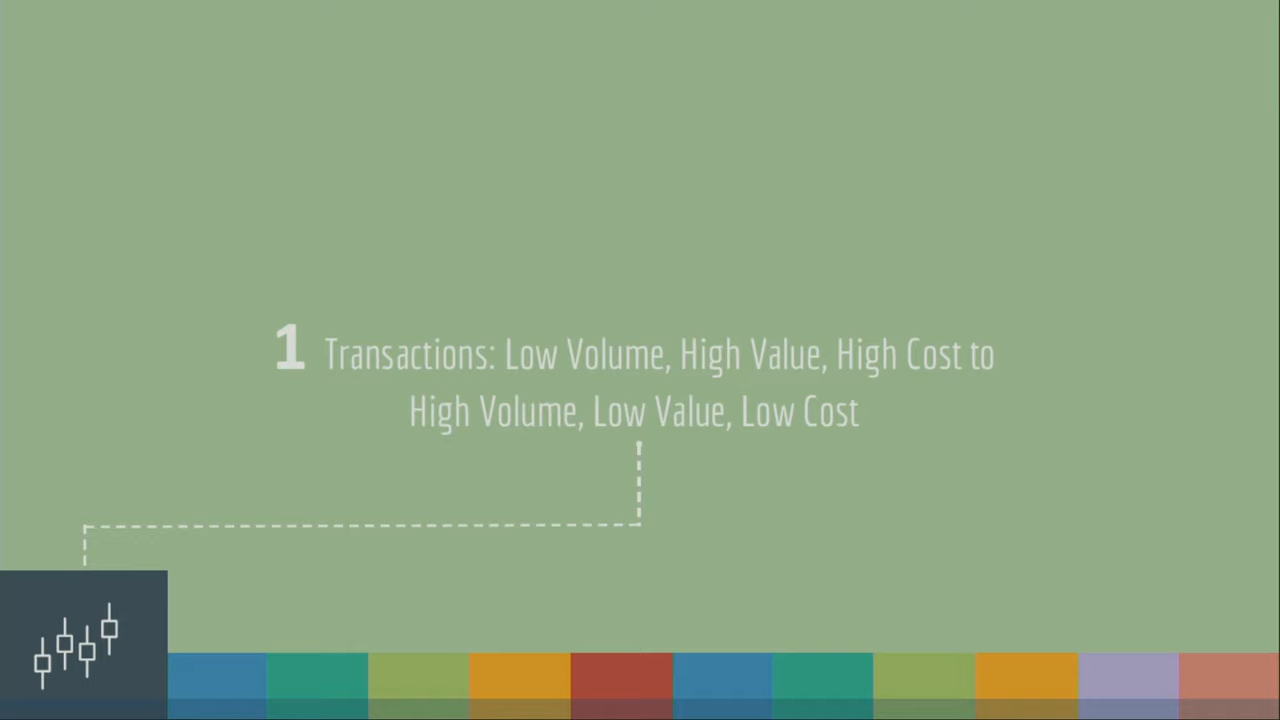 1 Transactions: Low Volume, High Value, High Cost to
High Volume, Low Value, Low Cost